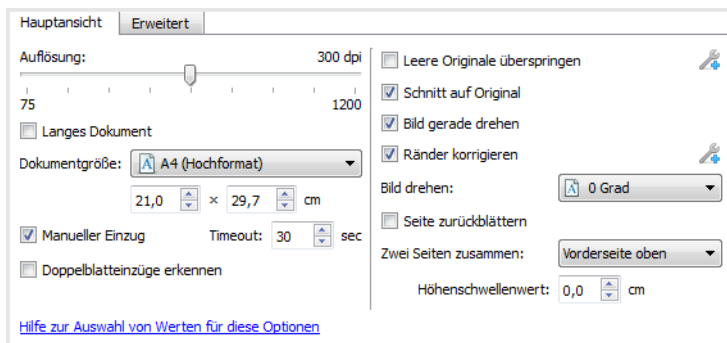 Hauptansicht Erweitert
Auflösung: 300 dpi
75 1200
Langes Dokument
Dokumentgröße: A4 (Hochformat)
21,0 × 29,7 cm
Manueller Einzug Timeout: 30 sec
Doppelblatteinzüge erkennen
Hilfe zur Auswahl von Werten für diese Optionen
Leere Originale überspringen
Schnitt auf Original
Bild gerade drehen
Ränder korrigieren
Bild drehen: 0 Grad
Seite zurückblättern
Zwei Seiten zusammen: Vorderseite oben
Höhenschwellenwert: 0,0 cm